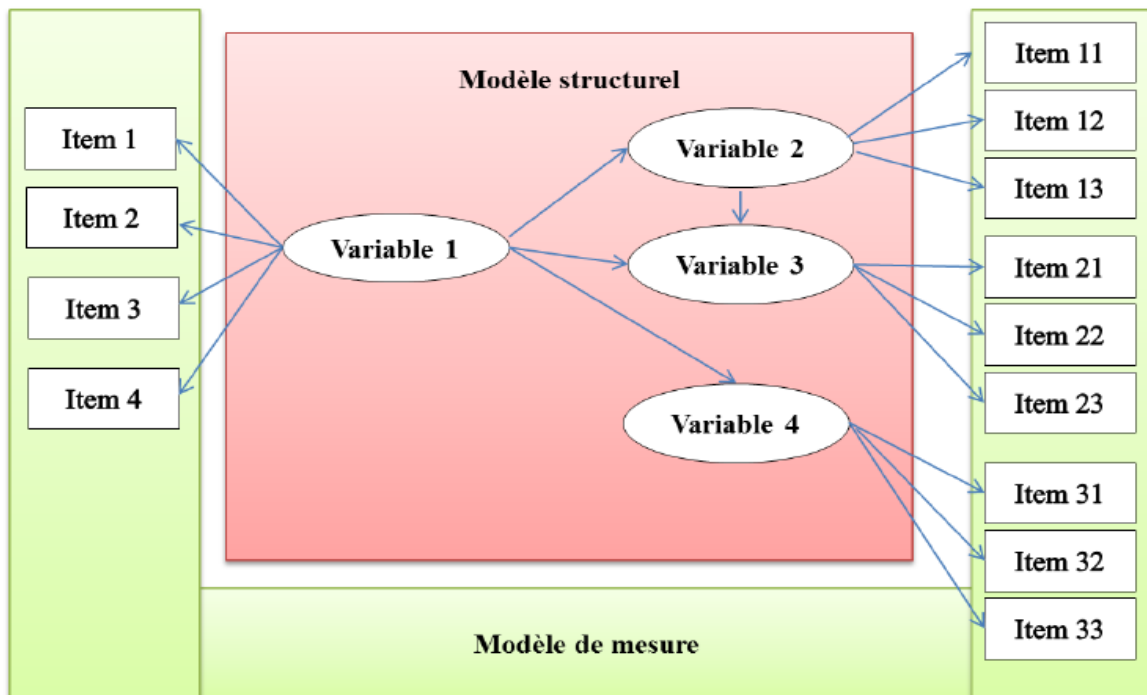 Modèle structurel
Item 1
Item 2
Item 3
Item 4
Variable 1
Variable 2
Variable 3
Variable 4
Item 11
Item 12
Item 13
Item 21
Item 22
Item 23
Item 31
Item 32
Item 33
Modèle de mesure